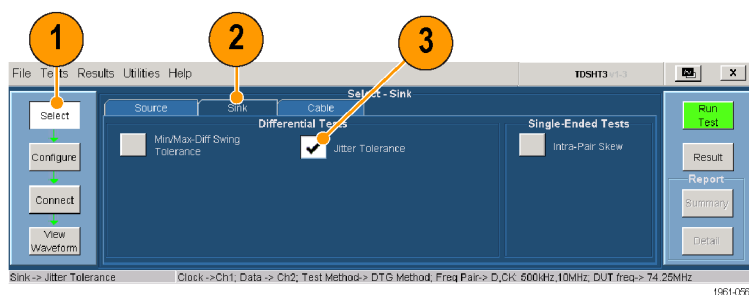 1
2
3
File Tests Results Utilities Help
TDSHT3 v1.3
X
Select - Sink
Select
Configure
Connect
View
Waveform
Source
Sink
Cable
Differential Tests
Min/Max-Diff Swing
Tolerance
Jitter Tolerance
Single-Ended Tests
Intra-Pair Skew
Run
Test
Result
Report
Summary
Detail
Sink -> Jitter Tolerance
Clock ->Ch1; Data -> Ch2; Test Method-> DTG Method; Freq Pair-> D,CK: 500kHz,10MHz; DUT freq-> 74.25MHz
1961-056